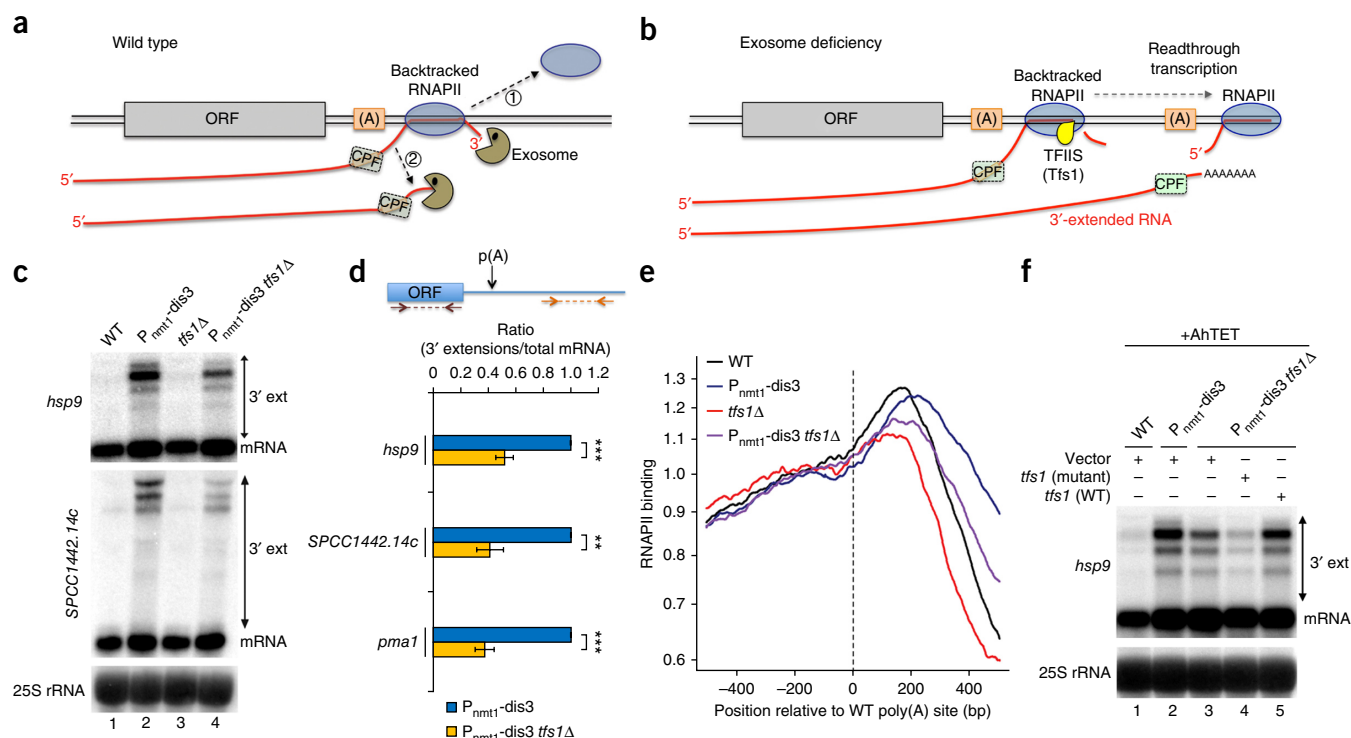 a
Wild type
Backtracked
RNAPII
①
ORF
(A)
3′
Exosome
CPF
②
5′
CPF
5′
b
Exosome deficiency
Readthrough
transcription
Backtracked
RNAPII
RNAPII
ORF
(A)
(A)
TFIIS
(Tfs1)
5′
CPF
5′
CPF
AAAAAAA
3′-extended RNA
5′
c
WT
Pnmt1-dis3
tfs1Δ
Pnmt1-dis3 tfs1Δ
hsp9
3′ ext
mRNA
SPCC1442.14c
3′ ext
mRNA
25S rRNA
1 2 3 4
d
p(A)
ORF
Ratio
(3′ extensions/total mRNA)
0 0.2 0.4 0.6 0.8 1.0 1.2
hsp9
***
SPCC1442.14c
**
pma1
***
Pnmt1-dis3
Pnmt1-dis3 tfs1Δ
e
WT
Pnmt1-dis3
tfs1Δ
Pnmt1-dis3 tfs1Δ
RNAPII binding
1.3
1.2
1.1
1.0
0.9
0.8
0.7
0.6
−400 −200 0 200 400
Position relative to WT poly(A) site (bp)
f
+AhTET
WT
Pnmt1-dis3
Pnmt1-dis3 tfs1Δ
Vector + + + − −
tfs1 (mutant) − − − + −
tfs1 (WT) − − − − +
hsp9
3′ ext
mRNA
25S rRNA
1 2 3 4 5